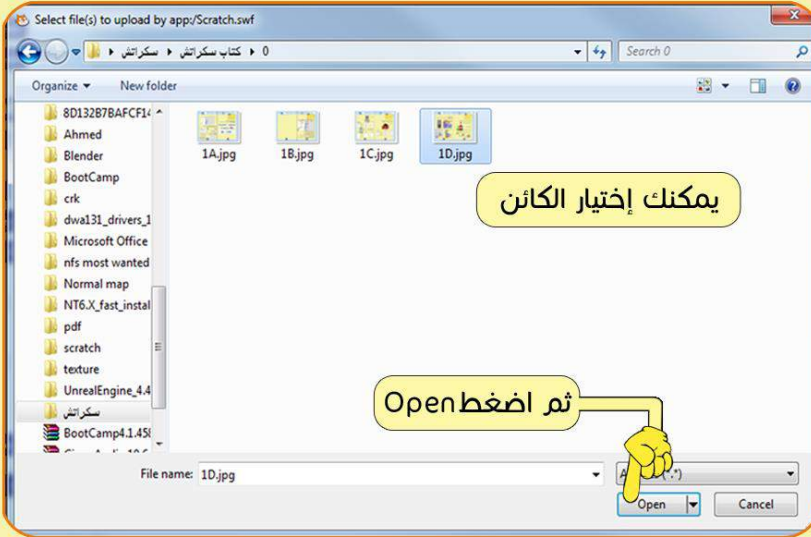 Select file(s) to upload by app:/Scratch.swf
سكراتش ▸ كتاب سكراتش ▸ 0
Search 0
Organize
New folder
8D132B7BAFCF14
Ahmed
Blender
BootCamp
crk
dwa131_drivers_1
Microsoft Office
nfs most wanted
Normal map
NT6.X_fast_instal
pdf
scratch
texture
UnrealEngine_4.4
سكراتش
BootCamp4.1.45
1A.jpg
1B.jpg
1C.jpg
1D.jpg
يمكنك إختيار الكائن
ثم اضغط Open
File name: 1D.jpg
(*.*)
Open
Cancel